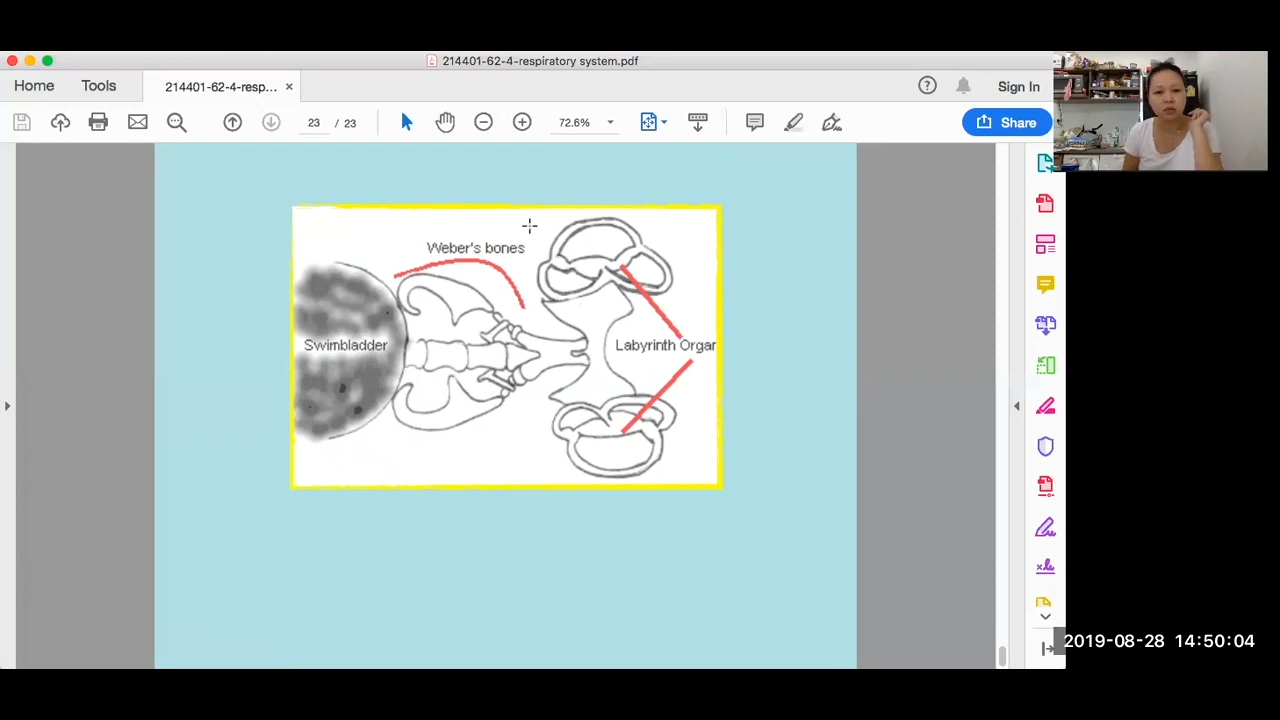 214401-62-4-respiratory system.pdf
Home
Tools
214401-62-4-resp...
Sign In
23 / 23
72.6%
Share
Weber's bones
Swimbladder
Labyrinth Orgar
2019-08-28 14:50:04